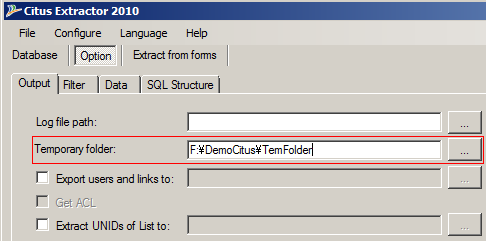 Citus Extractor 2010
File Configure Language Help
Database Option Extract from forms
Output Filter Data SQL Structure
Log file path: ...
Temporary folder: F:¥DemoCitus¥TemFolder ...
Export users and links to: ...
Get ACL
Extract UNIDs of List to: ...